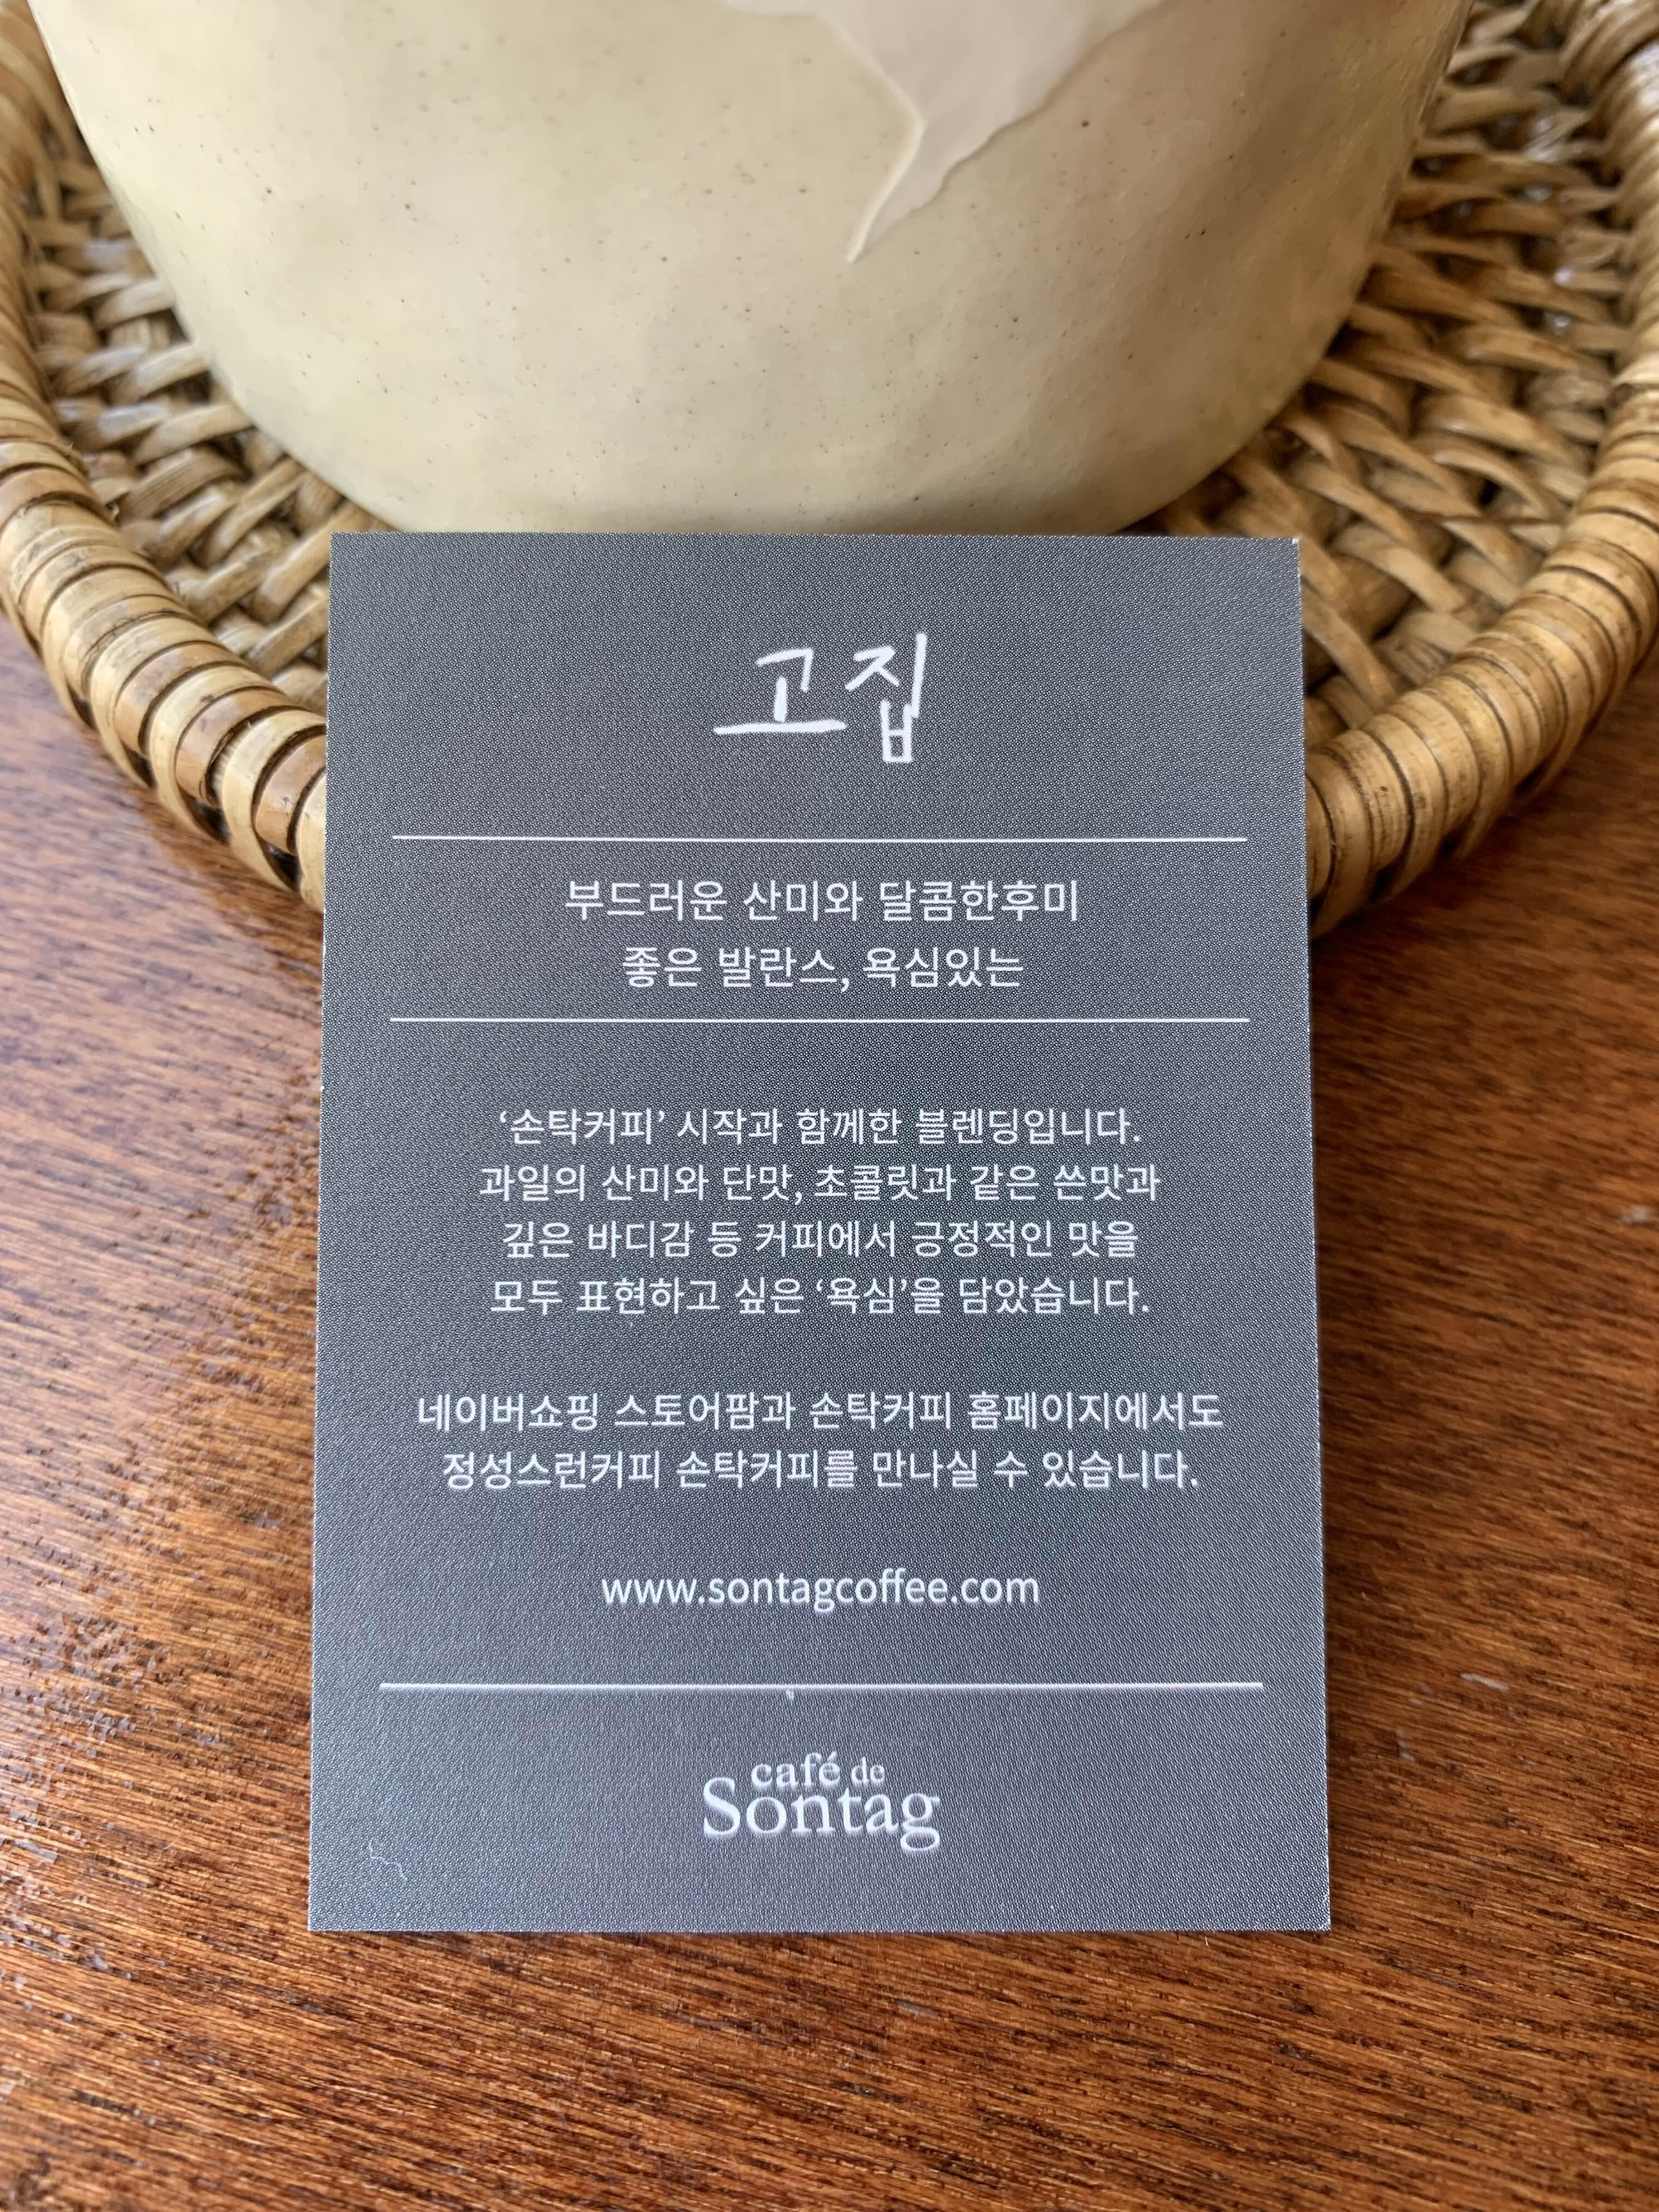 고집
부드러운 산미와 달콤한후미
좋은 발란스, 욕심있는
‘손탁커피’ 시작과 함께한 블렌딩입니다.
과일의 산미와 단맛, 초콜릿과 같은 쓴맛과
깊은 바디감 등 커피에서 긍정적인 맛을
모두 표현하고 싶은 ‘욕심’을 담았습니다.
네이버쇼핑 스토어팜과 손탁커피 홈페이지에서도
정성스런커피 손탁커피를 만나실 수 있습니다.
www.sontagcoffee.com
café de
Sontag